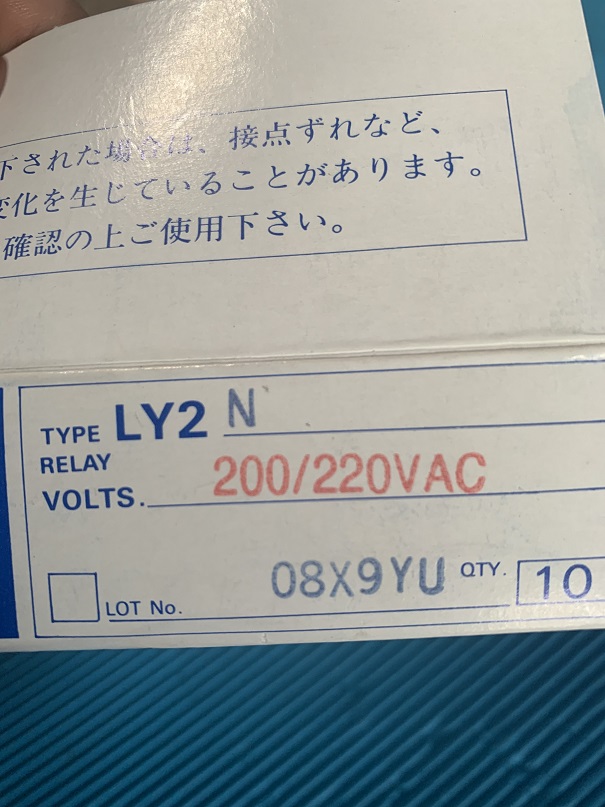 下された場合は、接点ずれなど、
変化を生じていることがあります。
確認の上ご使用下さい。
TYPE LY2 N
RELAY
VOLTS. 200/220VAC
LOT No. 08X9YU QTY. 10